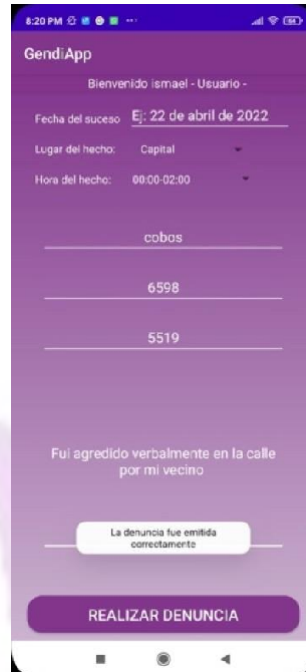 8:20 PM
GendiApp
Bienvenido ismael - Usuario -
Fecha del suceso Ej: 22 de abril de 2022
Lugar del hecho: Capital
Hora del hecho: 00:00-02:00
cobos
6598
5519
Fui agredido verbalmente en la calle
por mi vecino
La denuncia fue emitida
correctamente
REALIZAR DENUNCIA